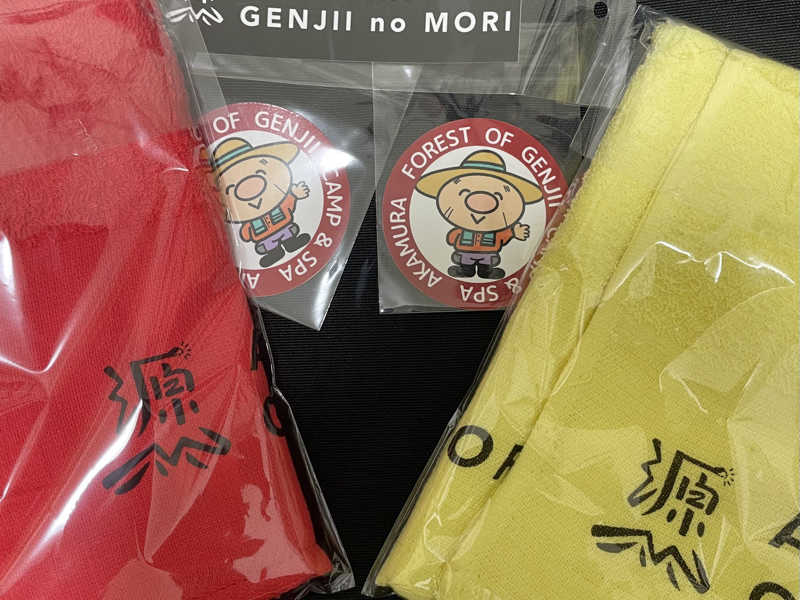 GENJII no MORI
OF GENJII CAMP & SPA
AKAMURA FOREST OF GENJII & SPA
源
源
OF